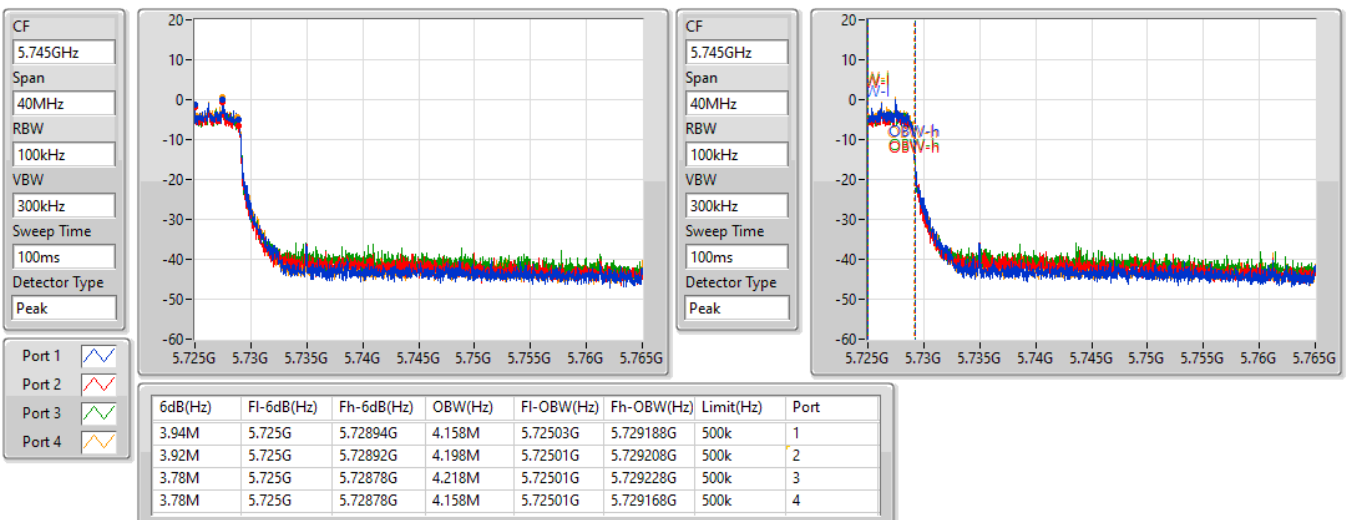 CF
5.745GHz
Span
40MHz
RBW
100kHz
VBW
300kHz
Sweep Time
100ms
Detector Type
Peak
20
10
0
-10
-20
-30
-40
-50
-60
5.725G 5.73G 5.735G 5.74G 5.745G 5.75G 5.755G 5.76G 5.765G
CF
5.745GHz
Span
40MHz
RBW
100kHz
VBW
300kHz
Sweep Time
100ms
Detector Type
Peak
20
10
0
-10
-20
-30
-40
-50
-60
W-l
W-l
OBW-h
OBW-h
5.725G 5.73G 5.735G 5.74G 5.745G 5.75G 5.755G 5.76G 5.765G
Port 1
Port 2
Port 3
Port 4
6dB(Hz) Fl-6dB(Hz) Fh-6dB(Hz) OBW(Hz) Fl-OBW(Hz) Fh-OBW(Hz) Limit(Hz) Port
3.94M 5.725G 5.72894G 4.158M 5.72503G 5.729188G 500k 1
3.92M 5.725G 5.72892G 4.198M 5.72501G 5.729208G 500k 2
3.78M 5.725G 5.72878G 4.218M 5.72501G 5.729228G 500k 3
3.78M 5.725G 5.72878G 4.158M 5.72501G 5.729168G 500k 4